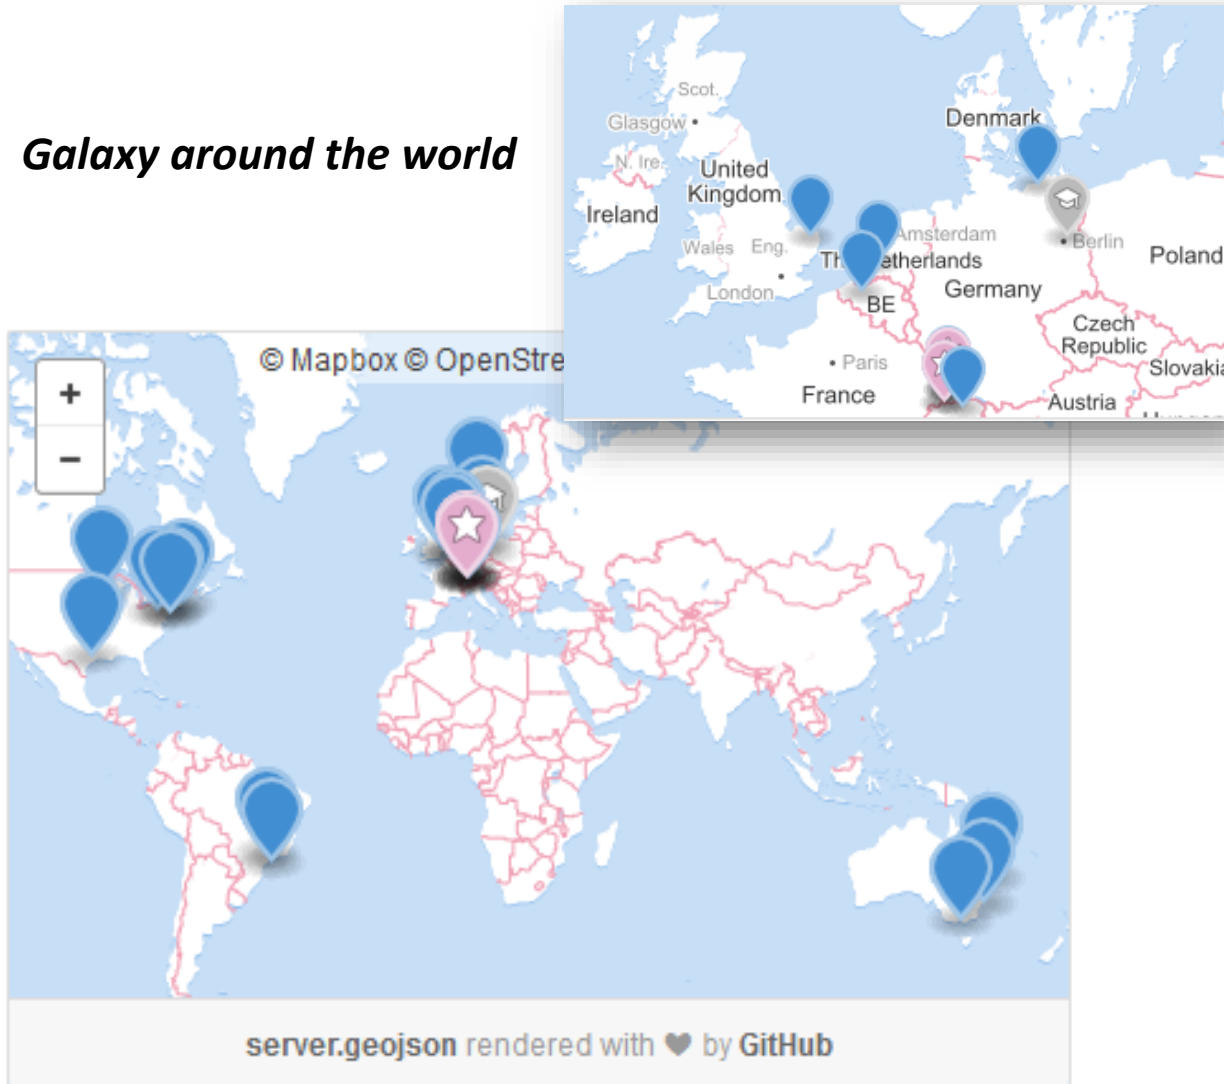 Galaxy around the world
Scot.
Glasgow
Denmark
N. Ire.
United
Kingdom
Ireland
Amsterdam
Wales Eng.
Berlin
Poland
London
BE
Germany
Czech
Republic
Paris
Slovakia
France
Austria
+
© Mapbox © OpenStre
−
server.geojson rendered with ♥ by GitHub